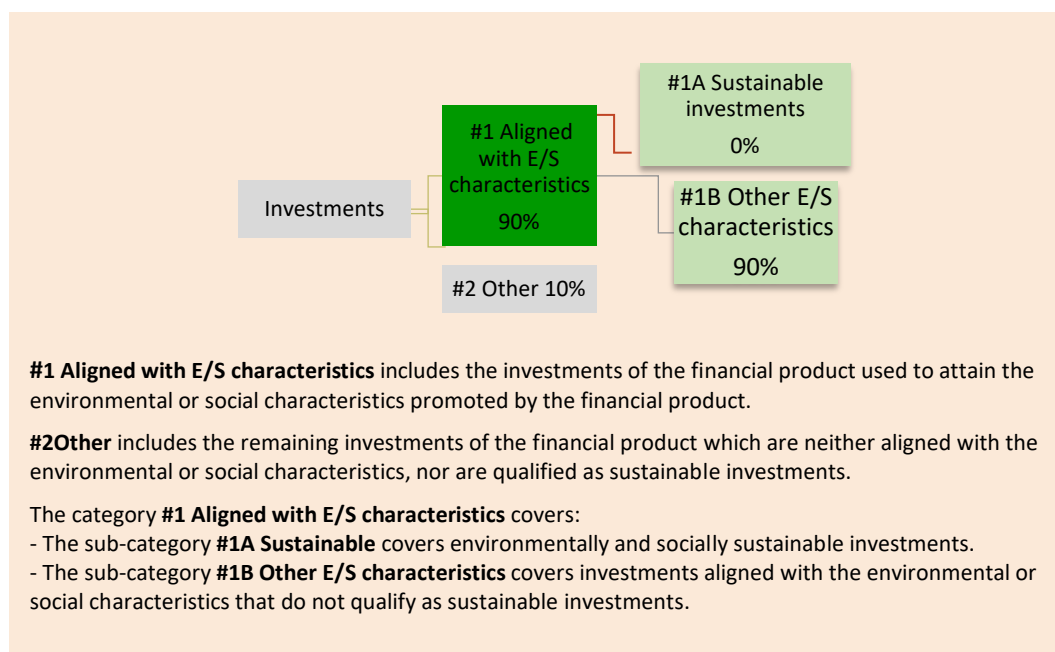 #1A Sustainable
investments
0%
#1 Aligned
with E/S
characteristics
90%
Investments
#1B Other E/S
characteristics
90%
#2 Other 10%
#1 Aligned with E/S characteristics includes the investments of the financial product used to attain the
environmental or social characteristics promoted by the financial product.
#2Other includes the remaining investments of the financial product which are neither aligned with the
environmental or social characteristics, nor are qualified as sustainable investments.
The category #1 Aligned with E/S characteristics covers:
- The sub-category #1A Sustainable covers environmentally and socially sustainable investments.
- The sub-category #1B Other E/S characteristics covers investments aligned with the environmental or
social characteristics that do not qualify as sustainable investments.